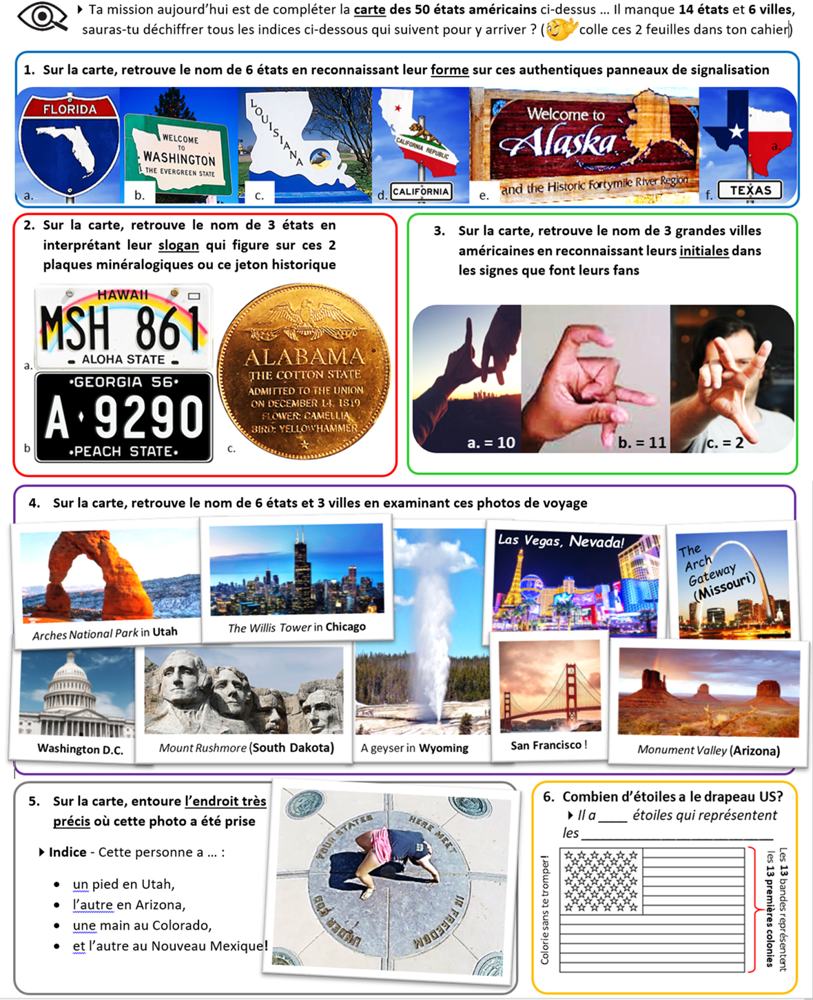 Ta mission aujourd'hui est de compléter la carte des 50 états américains ci-dessus ... Il manque 14 états et 6 villes,
sauras-tu déchiffrer tous les indices ci-dessous qui suivent pour y arriver ? ( colle ces 2 feuilles dans ton cahier)
1. Sur la carte, retrouve le nom de 6 états en reconnaissant leur forme sur ces authentiques panneaux de signalisation
FLORIDA
a.
WELCOME
TO
WASHINGTON
THE EVERGREEN STATE
b.
LOUISIANA
c.
CALIFORNIA REPUBLIC
d. CALIFORNIA
Welcome to
Alaska
and the Historic Fortymile River Region
e.
a.
f. TEXAS
2. Sur la carte, retrouve le nom de 3 états en
interprétant leur slogan qui figure sur ces 2
plaques minéralogiques ou ce jeton historique
HAWAII
MSH 861
ALOHA STATE
a.
•GEORGIA 56•
A•9290
•PEACH STATE•
b
ALABAMA
THE COTTON STATE
ADMITTED TO THE UNION
ON DECEMBER 14, 1819
FLOWER: CAMELLIA
BIRD: YELLOWHAMMER
c.
3. Sur la carte, retrouve le nom de 3 grandes villes
américaines en reconnaissant leurs initiales dans
les signes que font leurs fans
a. = 10
b. = 11
c. = 2
4. Sur la carte, retrouve le nom de 6 états et 3 villes en examinant ces photos de voyage
Arches National Park in Utah
The Willis Tower in Chicago
Las Vegas, Nevada!
The
Arch
Gateway
(Missouri)
Washington D.C.
Mount Rushmore (South Dakota)
A geyser in Wyoming
San Francisco !
Monument Valley (Arizona)
5. Sur la carte, entoure l'endroit très
précis où cette photo a été prise
Indice - Cette personne a ... :
• un pied en Utah,
• l'autre en Arizona,
• une main au Colorado,
• et l'autre au Nouveau Mexique!
FOUR STATES
HERE MEET
IN FREEDOM
UNDER GOD
6. Combien d'étoiles a le drapeau US?
Il a ____ étoiles qui représentent
les ____________________________
Colorie sans te tromper!
Les 13 bandes représentent
les 13 premières colonies